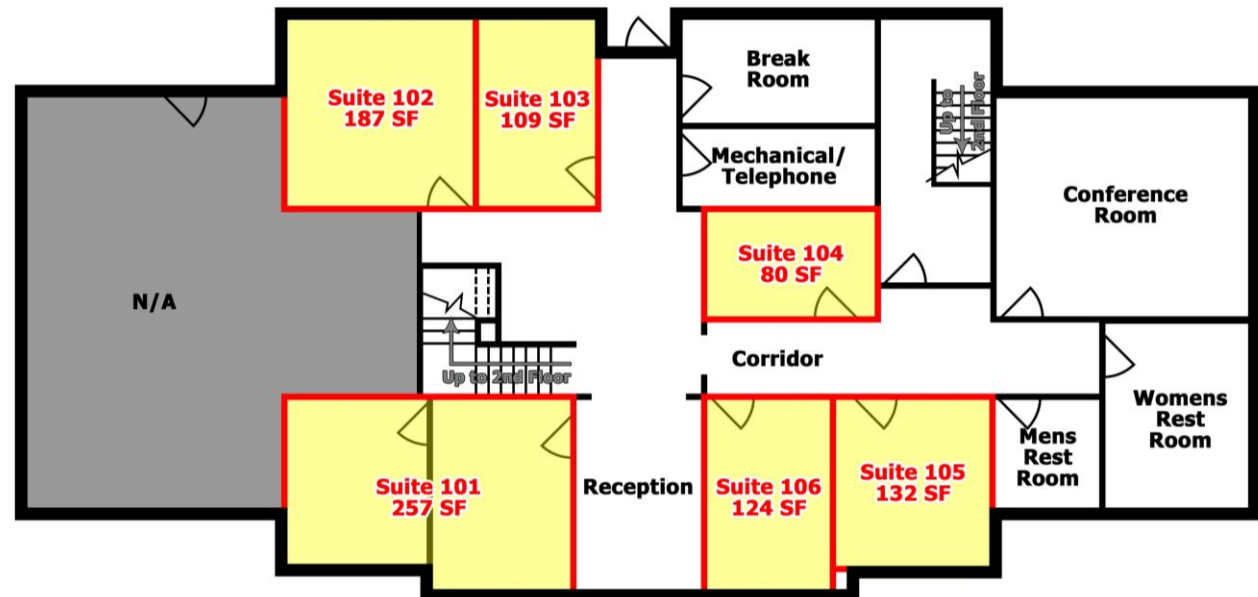 Suite 102
187 SF
Suite 103
109 SF
Break
Room
Up to
2nd Floor
Mechanical/
Telephone
Conference
Room
Suite 104
80 SF
N/A
Corridor
Up to 2nd Floor
Suite 101
257 SF
Reception
Suite 106
124 SF
Suite 105
132 SF
Mens
Rest
Room
Womens
Rest
Room